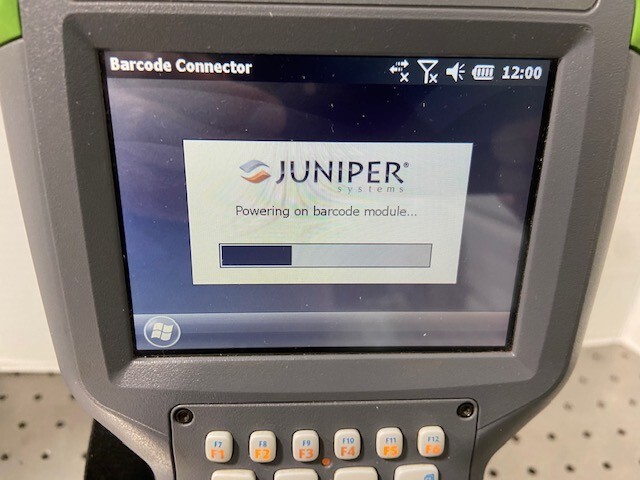 Barcode Connector 12:00
JUNIPER®
systems
Powering on barcode module...
F7 F8 F9 F10 F11 F12
F1 F2 F3 F4 F5 F6